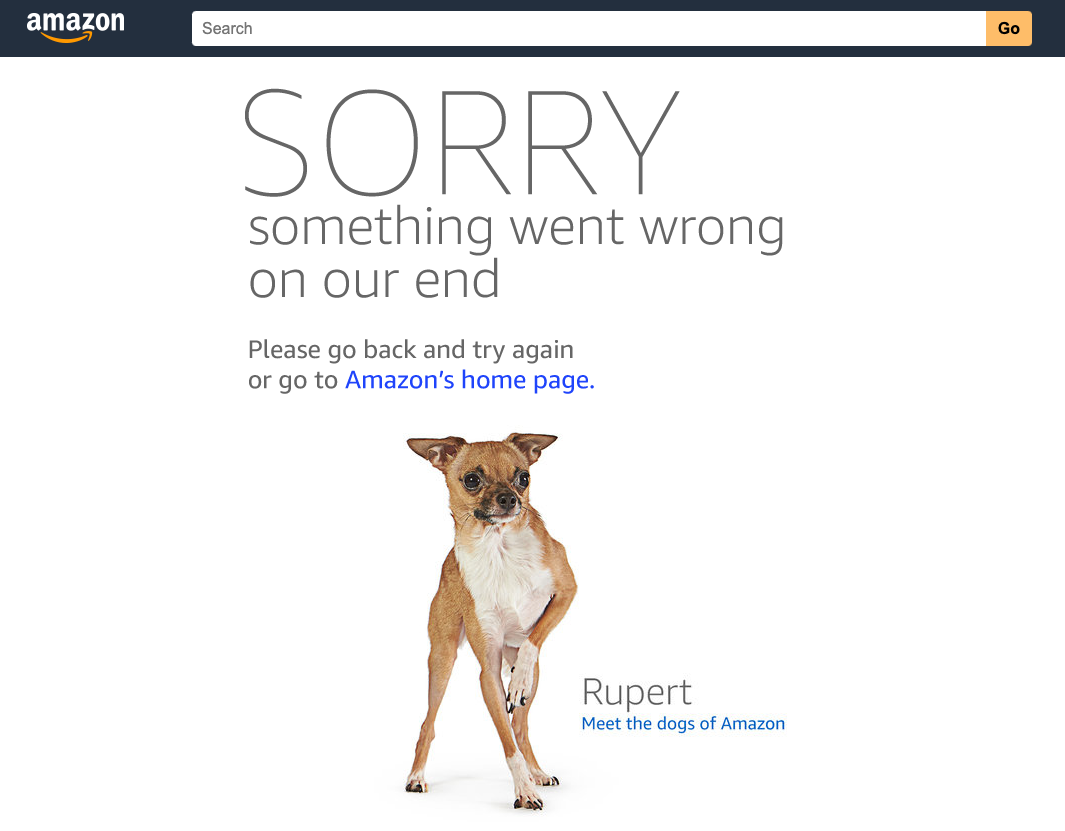 amazon
Search
Go
SORRY
something went wrong
on our end
Please go back and try again
or go to Amazon’s home page.
Rupert
Meet the dogs of Amazon